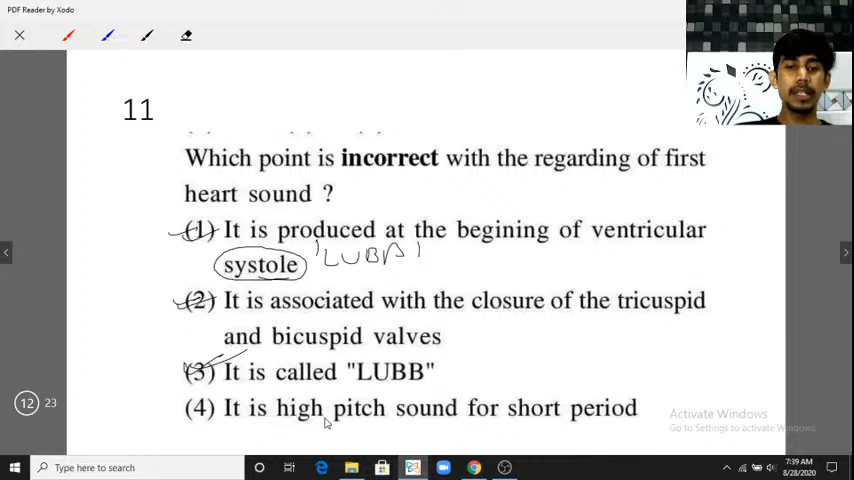 PDF Reader by Xodo
11
Which point is incorrect with the regarding of first
heart sound ?
(1) It is produced at the begining of ventricular
systole 'LUBB'
(2) It is associated with the closure of the tricuspid
and bicuspid valves
(3) It is called "LUBB"
(4) It is high pitch sound for short period
12 23
Activate Windows
Go to Settings to activate Windows.
Type here to search
7:39 AM
8/28/2020